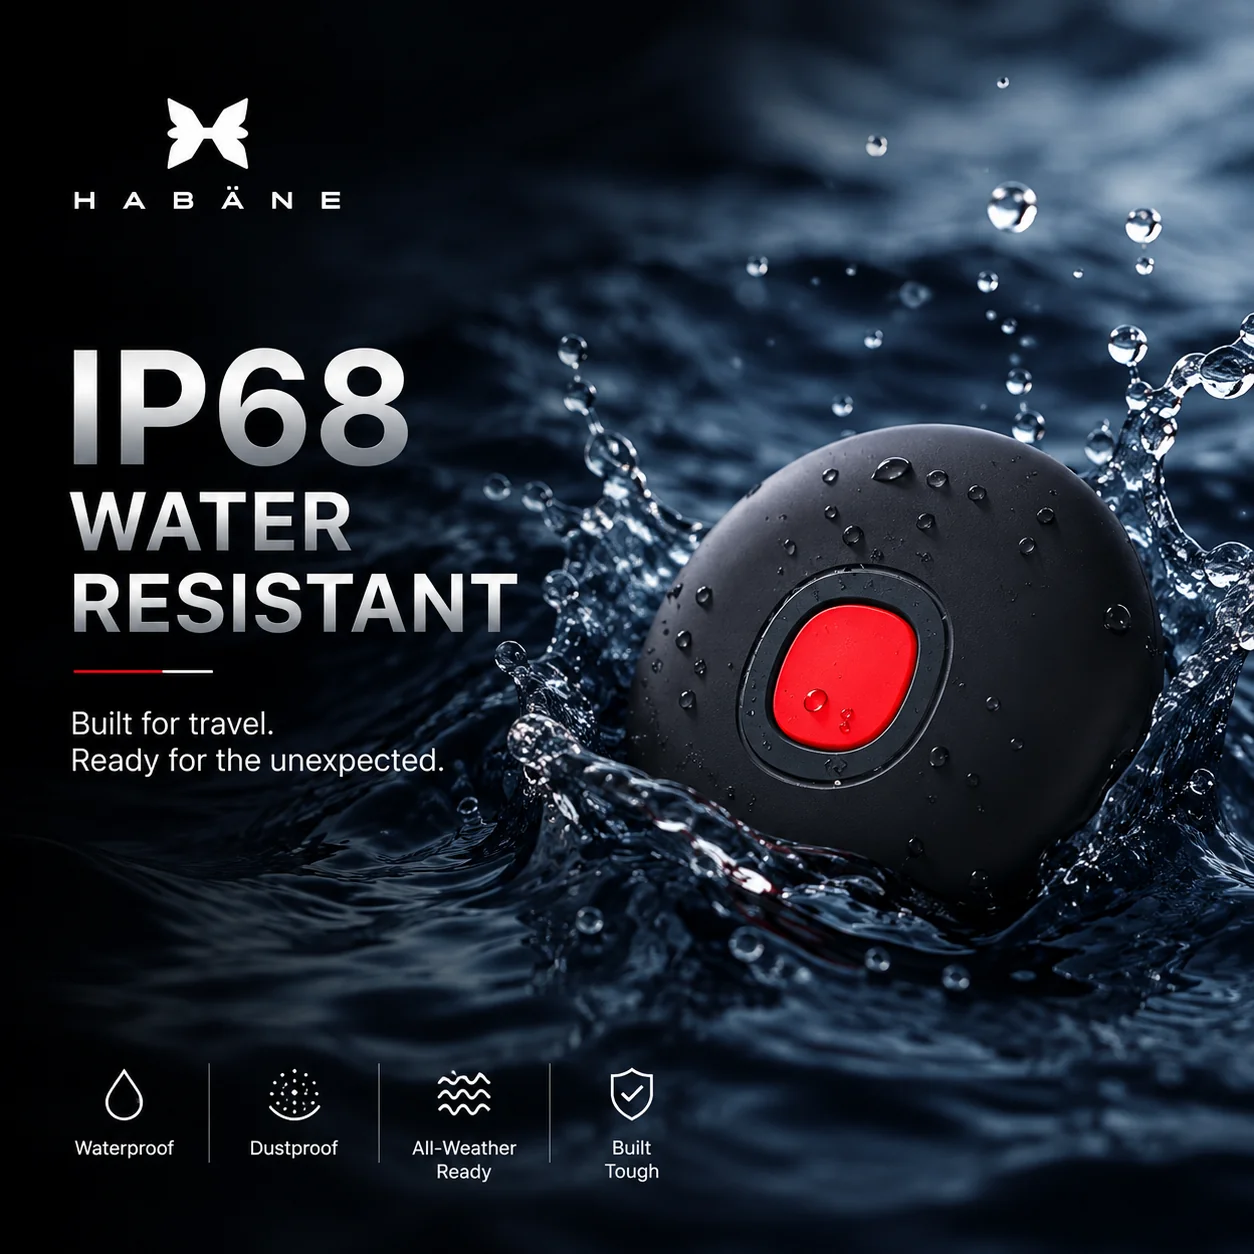 HABÄNE
IP68
WATER
RESISTANT
Built for travel.
Ready for the unexpected.
Waterproof
Dustproof
All-Weather
Ready
Built
Tough